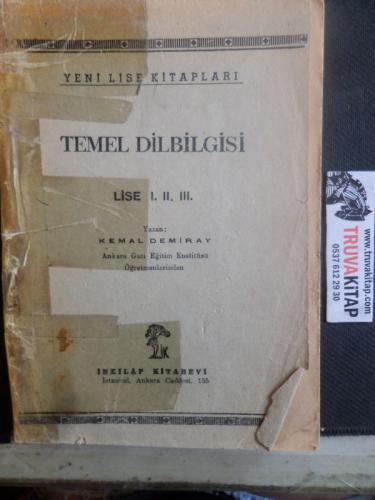 YENİ LİSE KİTAPLARI
TEMEL DİLBİLGİSİ
LİSE I. II. III.
Yazan:
KEMAL DEMİRAY
Ankara Gazi Eğitim Enstitüsü
Öğretmenlerinden
İK
İNKILÂP KİTABEVİ
İstanbul, Ankara Caddesi, 155
www.truvakitap.com
TRUVAKİTAP
0537 612 29 30